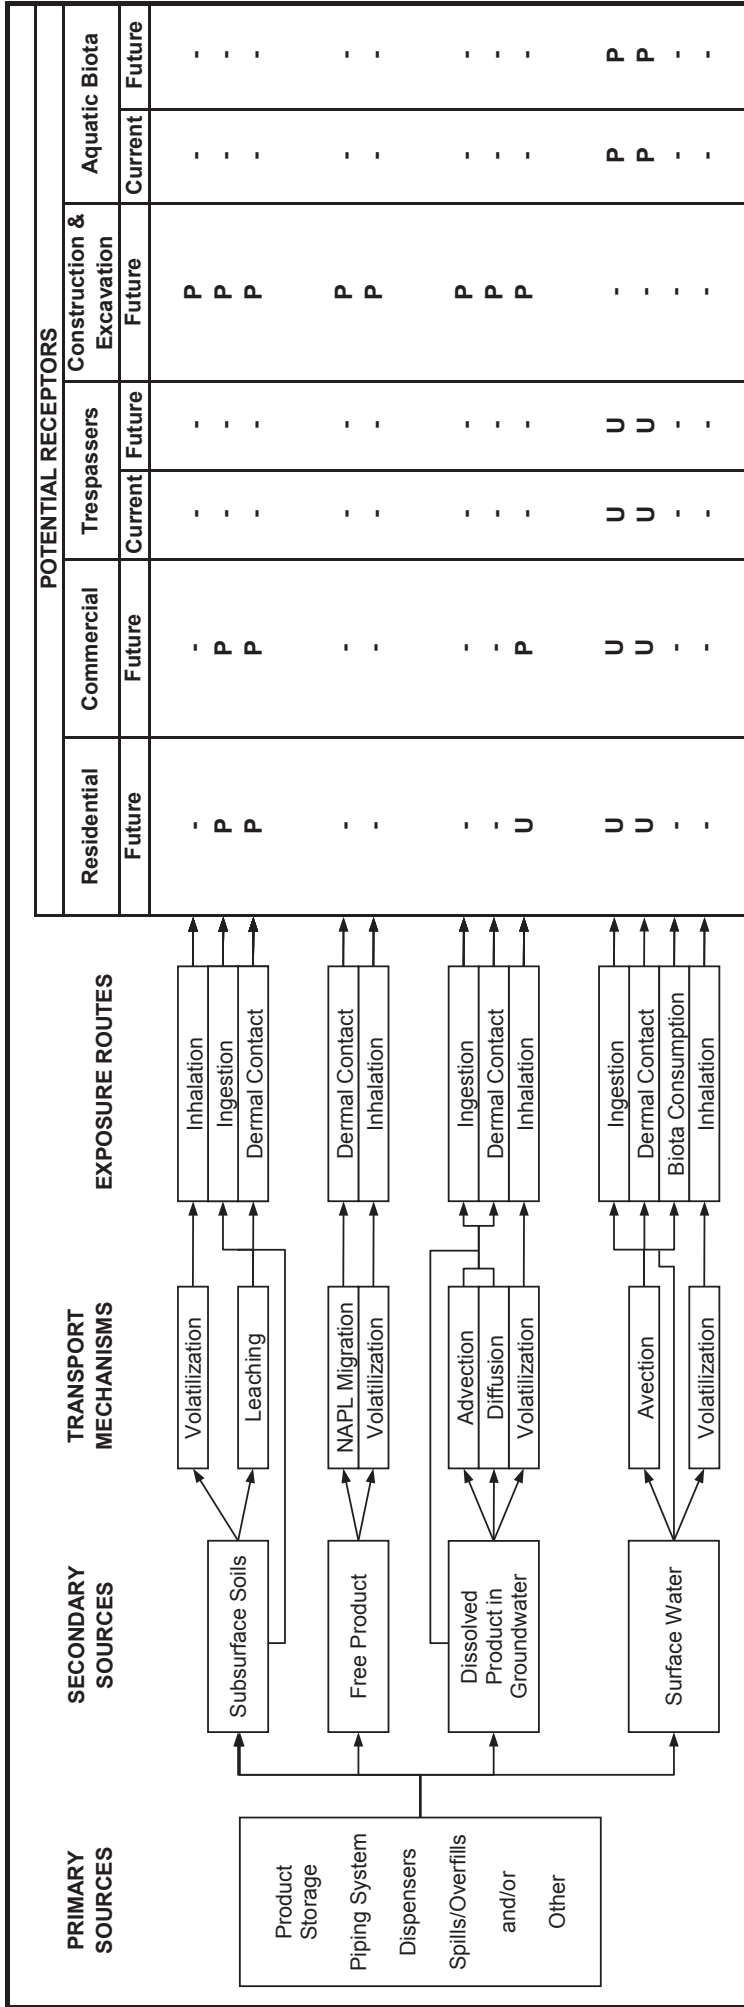 POTENTIAL RECEPTORS
PRIMARY
SOURCES
SECONDARY
SOURCES
TRANSPORT
MECHANISMS
EXPOSURE ROUTES
Residential
Commercial
Trespassers
Construction &
Excavation
Aquatic Biota
Future
Future
Current
Future
Future
Current
Future
Product
Storage
Piping System
Dispensers
Spills/Overfills
and/or
Other
Subsurface Soils
Volatilization
Leaching
Inhalation - - - - P - -
Ingestion P P - - P - -
Dermal Contact P P - - P - -
Free Product
NAPL Migration
Volatilization
Dermal Contact - - - - P - -
Inhalation - - - - P - -
Dissolved
Product in
Groundwater
Advection
Diffusion
Volatilization
Ingestion - - - - P - -
Dermal Contact - - - - P - -
Inhalation U P - - P - -
Surface Water
Avection
Volatilization
Ingestion U U U U - P P
Dermal Contact U U U U - P P
Biota Consumption - - - - - - -
Inhalation - - - - - - -